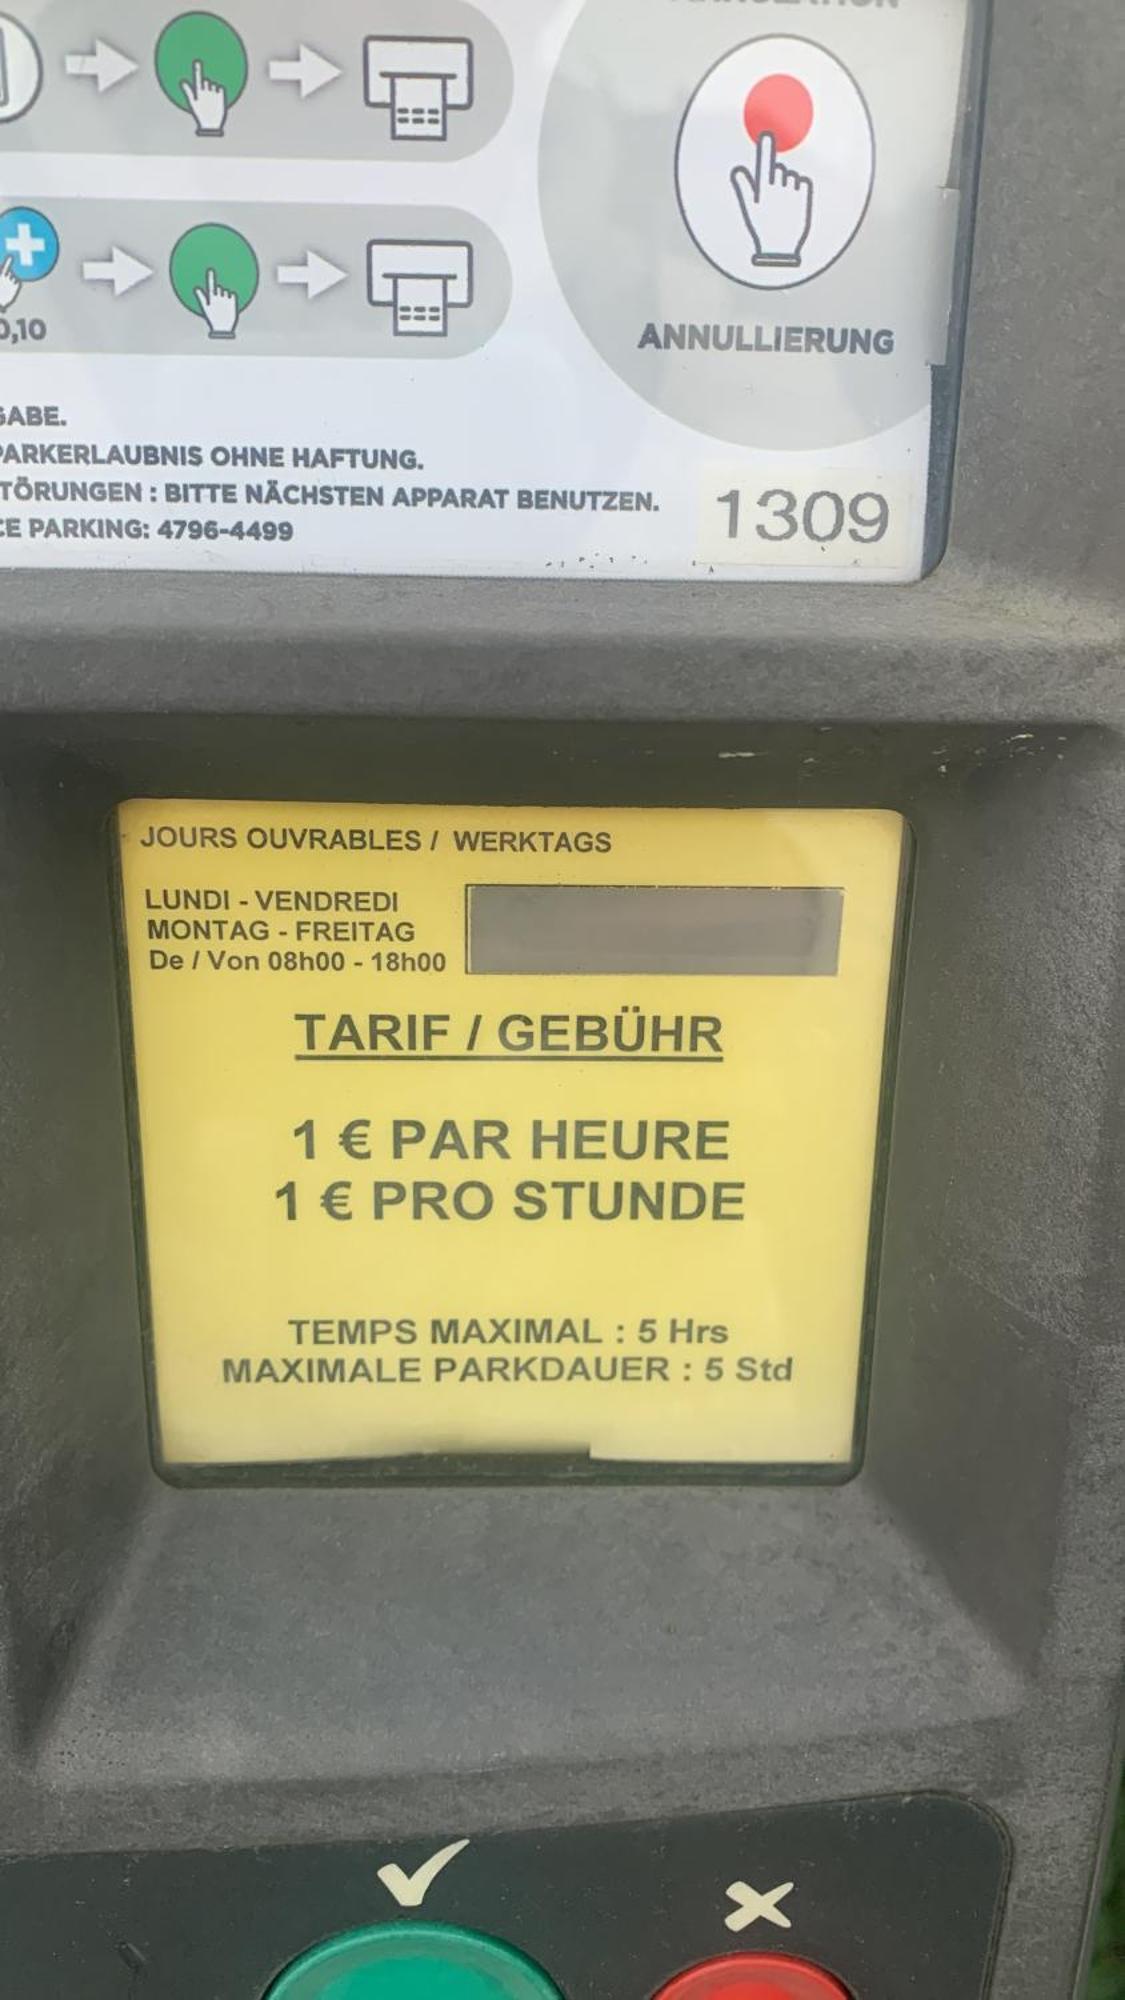 0,10
ANNULLIERUNG
PARKERLAUBNIS OHNE HAFTUNG.
BITTE NÄCHSTEN APPARAT BENUTZEN.
PARKING: 4796-4499
1309
JOURS OUVRABLES / WERKTAGS
LUNDI - VENDREDI
MONTAG - FREITAG
De / Von 08h00 - 18h00
TARIF / GEBÜHR
1 € PAR HEURE
1 € PRO STUNDE
TEMPS MAXIMAL : 5 Hrs
MAXIMALE PARKDAUER : 5 Std